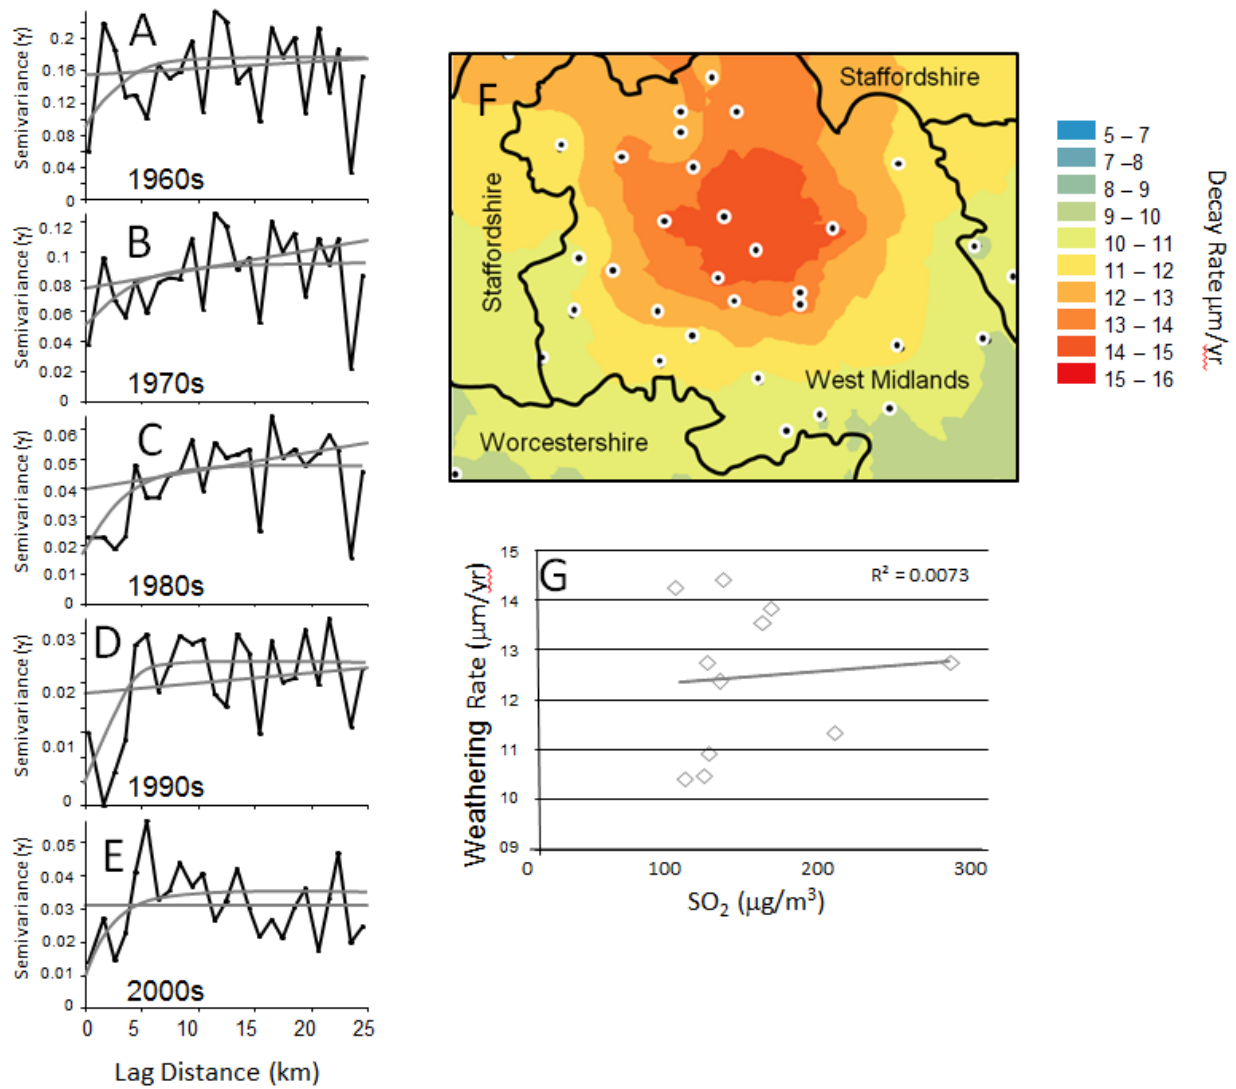 A
Semivariance (γ)
0.2
0.16
0.12
0.08
0.04
0
1960s
B
Semivariance (γ)
0.12
0.1
0.08
0.06
0.04
0.02
0
1970s
C
Semivariance (γ)
0.06
0.05
0.04
0.03
0.02
0.01
0
1980s
D
Semivariance (γ)
0.03
0.02
0.01
0
1990s
E
Semivariance (γ)
0.05
0.04
0.03
0.02
0.01
0
2000s
0 5 10 15 20 25
Lag Distance (km)
F
Staffordshire
Staffordshire
West Midlands
Worcestershire
5 – 7
7 –8
8 – 9
9 – 10
10 – 11
11 – 12
12 – 13
13 – 14
14 – 15
15 – 16
Decay Rate μm/yr
G
R² = 0.0073
Weathering Rate (μm/yr)
15
14
13
12
11
10
09
0 100 200 300
SO₂ (μg/m³)